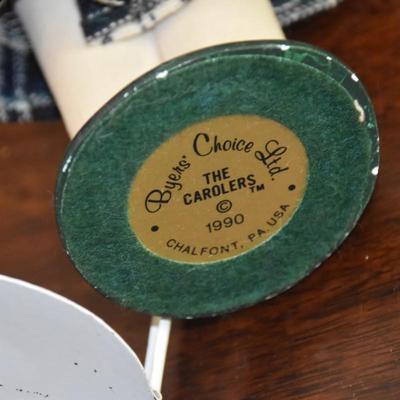 Byers' Choice Ltd.
THE
CAROLERS™
©
1990
CHALFONT, PA. USA